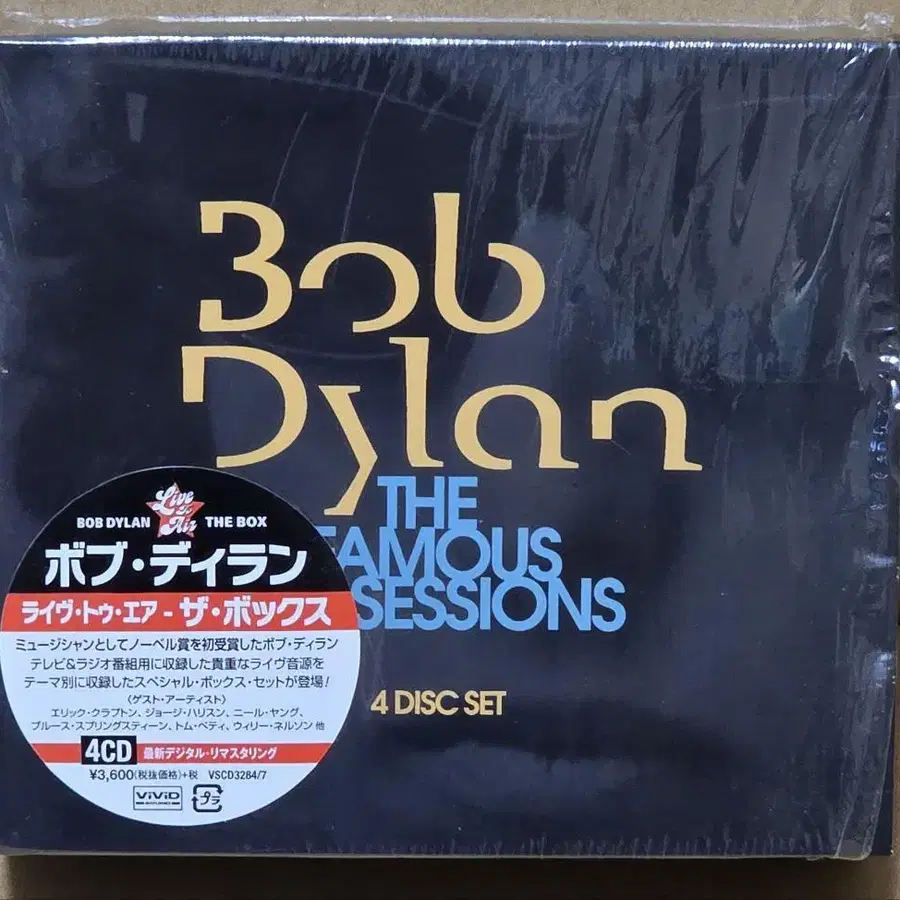 Bob
Dylan
THE
FAMOUS
SESSIONS
4 DISC SET
BOB DYLAN Live To Air THE BOX
ボブ・ディラン
ライヴ・トゥ・エア - ザ・ボックス
ミュージシャンとしてノーベル賞を初受賞したボブ・ディラン
テレビ&ラジオ番組用に収録した貴重なライヴ音源を
テーマ別に収録したスペシャル・ボックス・セットが登場!
〈ゲスト・アーティスト〉
エリック・クラプトン、ジョージ・ハリスン、ニール・ヤング、
ブルース・スプリングスティーン、トム・ペティ、ウィリー・ネルソン 他
4CD 最新デジタル・リマスタリング
¥3,600(税抜価格)+税 VSCD3284/7
ViViD
プラ